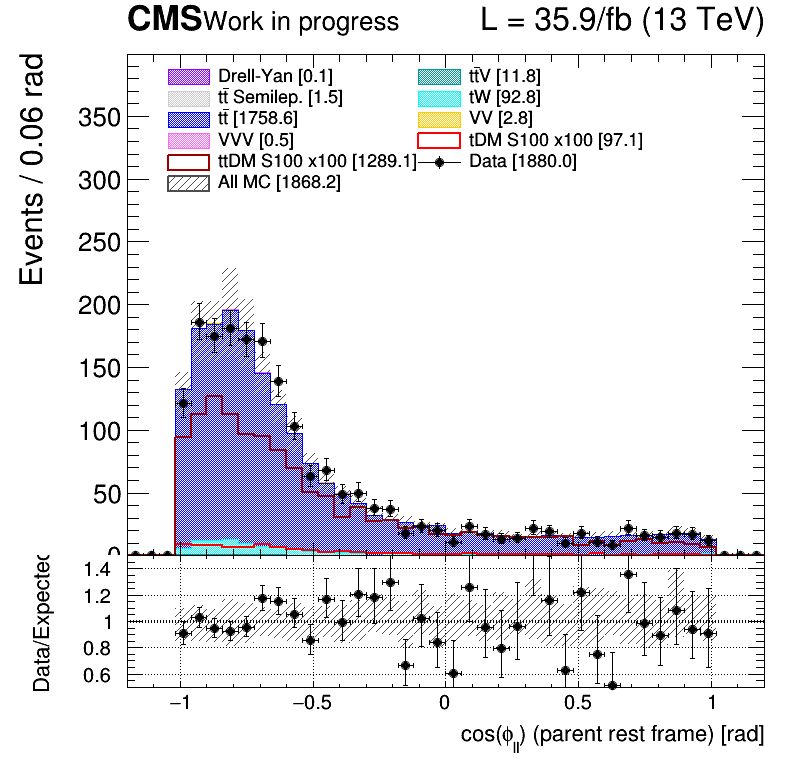 CMS Work in progress L = 35.9/fb (13 TeV)
Drell-Yan [0.1] tt̄V [11.8]
tt̄ Semilep. [1.5] tW [92.8]
tt̄ [1758.6] VV [2.8]
VVV [0.5] tDM S100 x100 [97.1]
ttDM S100 x100 [1289.1] Data [1880.0]
All MC [1868.2]
Events / 0.06 rad
350
300
250
200
150
100
50
0
Data/Expected
1.4
1.2
1
0.8
0.6
−1 −0.5 0 0.5 1
cos(ϕ_ll) (parent rest frame) [rad]